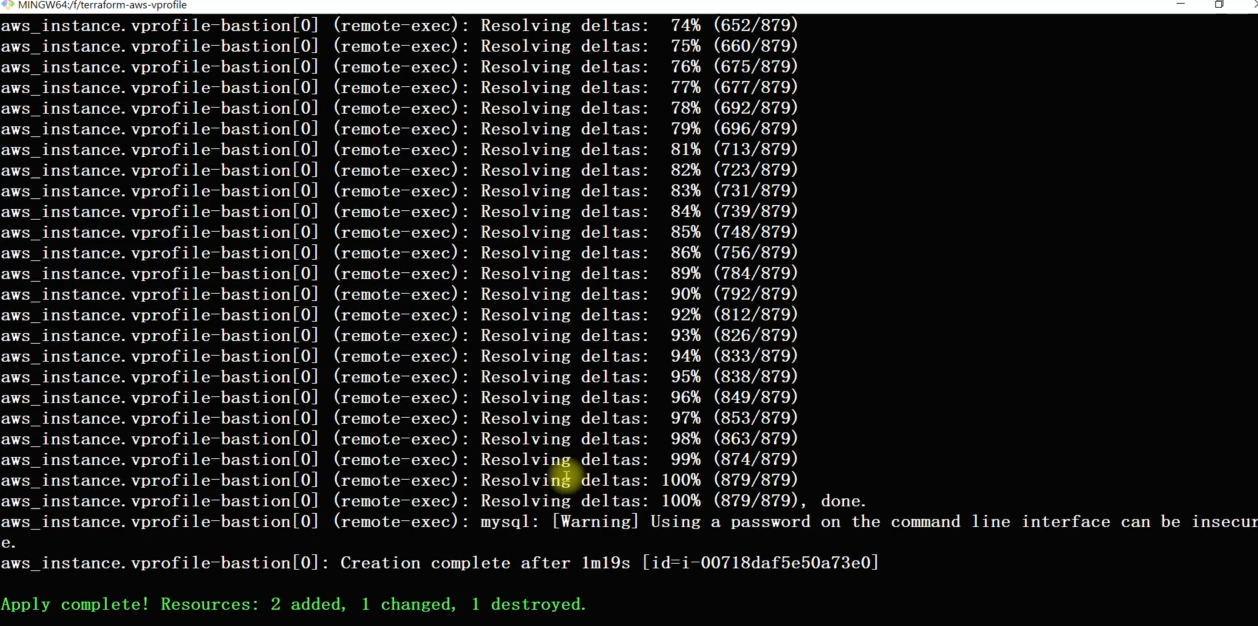 MINGW64:/f/terraform-aws-vprofile
aws_instance.vprofile-bastion[0] (remote-exec): Resolving deltas:  74% (652/879)
aws_instance.vprofile-bastion[0] (remote-exec): Resolving deltas:  75% (660/879)
aws_instance.vprofile-bastion[0] (remote-exec): Resolving deltas:  76% (675/879)
aws_instance.vprofile-bastion[0] (remote-exec): Resolving deltas:  77% (677/879)
aws_instance.vprofile-bastion[0] (remote-exec): Resolving deltas:  78% (692/879)
aws_instance.vprofile-bastion[0] (remote-exec): Resolving deltas:  79% (696/879)
aws_instance.vprofile-bastion[0] (remote-exec): Resolving deltas:  81% (713/879)
aws_instance.vprofile-bastion[0] (remote-exec): Resolving deltas:  82% (723/879)
aws_instance.vprofile-bastion[0] (remote-exec): Resolving deltas:  83% (731/879)
aws_instance.vprofile-bastion[0] (remote-exec): Resolving deltas:  84% (739/879)
aws_instance.vprofile-bastion[0] (remote-exec): Resolving deltas:  85% (748/879)
aws_instance.vprofile-bastion[0] (remote-exec): Resolving deltas:  86% (756/879)
aws_instance.vprofile-bastion[0] (remote-exec): Resolving deltas:  89% (784/879)
aws_instance.vprofile-bastion[0] (remote-exec): Resolving deltas:  90% (792/879)
aws_instance.vprofile-bastion[0] (remote-exec): Resolving deltas:  92% (812/879)
aws_instance.vprofile-bastion[0] (remote-exec): Resolving deltas:  93% (826/879)
aws_instance.vprofile-bastion[0] (remote-exec): Resolving deltas:  94% (833/879)
aws_instance.vprofile-bastion[0] (remote-exec): Resolving deltas:  95% (838/879)
aws_instance.vprofile-bastion[0] (remote-exec): Resolving deltas:  96% (849/879)
aws_instance.vprofile-bastion[0] (remote-exec): Resolving deltas:  97% (853/879)
aws_instance.vprofile-bastion[0] (remote-exec): Resolving deltas:  98% (863/879)
aws_instance.vprofile-bastion[0] (remote-exec): Resolving deltas:  99% (874/879)
aws_instance.vprofile-bastion[0] (remote-exec): Resolving deltas: 100% (879/879)
aws_instance.vprofile-bastion[0] (remote-exec): Resolving deltas: 100% (879/879), done.
aws_instance.vprofile-bastion[0] (remote-exec): mysql: [Warning] Using a password on the command line interface can be insecur
e.
aws_instance.vprofile-bastion[0]: Creation complete after 1m19s [id=i-00718daf5e50a73e0]
Apply complete! Resources: 2 added, 1 changed, 1 destroyed.